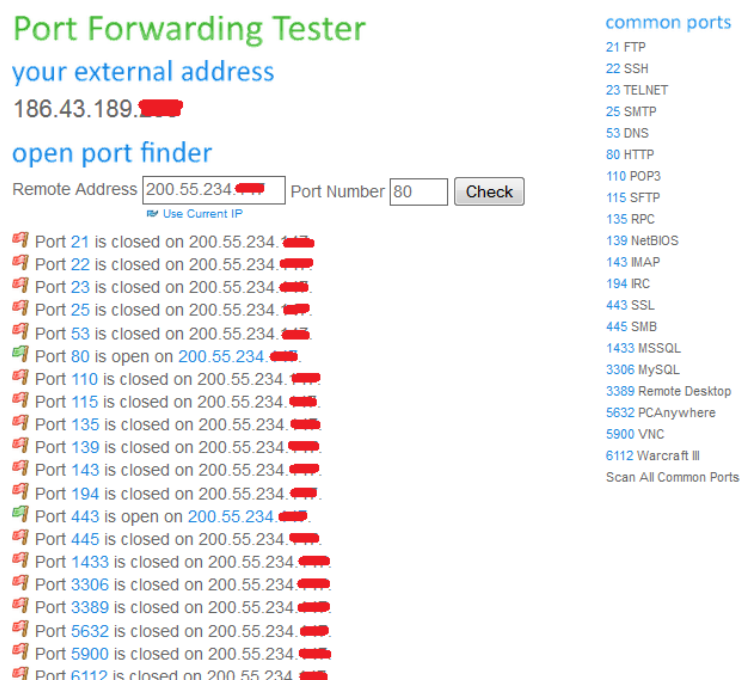 Port Forwarding Tester
your external address
186.43.189.
open port finder
Remote Address 200.55.234. Port Number 80 Check
Use Current IP
Port 21 is closed on 200.55.234.
Port 22 is closed on 200.55.234.
Port 23 is closed on 200.55.234.
Port 25 is closed on 200.55.234.
Port 53 is closed on 200.55.234.
Port 80 is open on 200.55.234.
Port 110 is closed on 200.55.234.
Port 115 is closed on 200.55.234.
Port 135 is closed on 200.55.234.
Port 139 is closed on 200.55.234.
Port 143 is closed on 200.55.234.
Port 194 is closed on 200.55.234.
Port 443 is open on 200.55.234.
Port 445 is closed on 200.55.234.
Port 1433 is closed on 200.55.234.
Port 3306 is closed on 200.55.234.
Port 3389 is closed on 200.55.234.
Port 5632 is closed on 200.55.234.
Port 5900 is closed on 200.55.234.
Port 6112 is closed on 200.55.234.
common ports
21 FTP
22 SSH
23 TELNET
25 SMTP
53 DNS
80 HTTP
110 POP3
115 SFTP
135 RPC
139 NetBIOS
143 IMAP
194 IRC
443 SSL
445 SMB
1433 MSSQL
3306 MySQL
3389 Remote Desktop
5632 PCAnywhere
5900 VNC
6112 Warcraft III
Scan All Common Ports